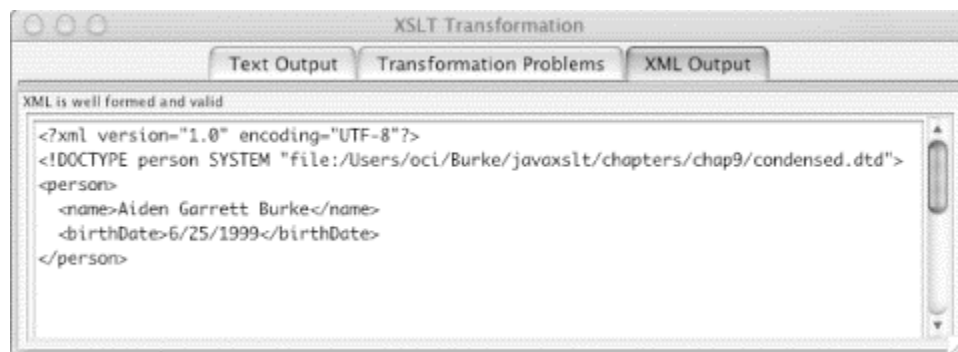 XSLT Transformation
Text Output Transformation Problems XML Output
XML is well formed and valid
<?xml version="1.0" encoding="UTF-8"?>
<!DOCTYPE person SYSTEM "file:/Users/oci/Burke/javaxslt/chapters/chap9/condensed.dtd">
<person>
<name>Aiden Garrett Burke</name>
<birthDate>6/25/1999</birthDate>
</person>